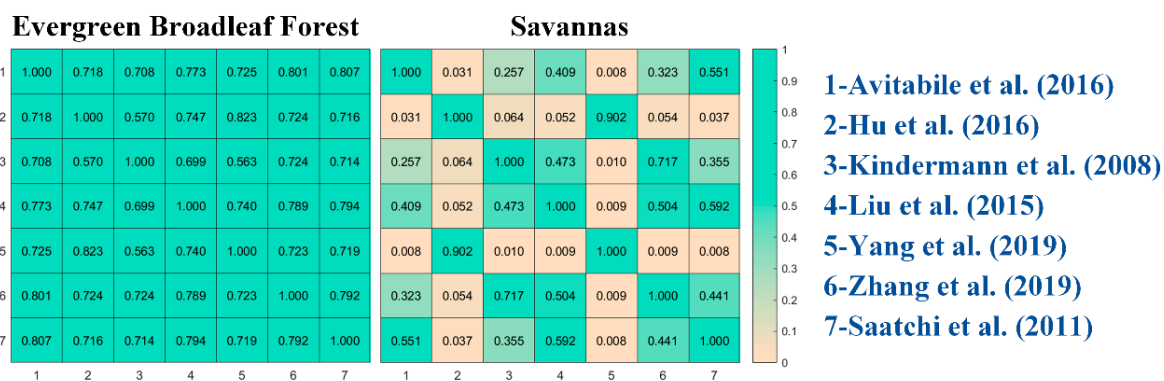 Evergreen Broadleaf Forest Savannas
1 1.000 0.718 0.708 0.773 0.725 0.801 0.807 1.000 0.031 0.257 0.409 0.008 0.323 0.551
2 0.718 1.000 0.570 0.747 0.823 0.724 0.716 0.031 1.000 0.064 0.052 0.902 0.054 0.037
3 0.708 0.570 1.000 0.699 0.563 0.724 0.714 0.257 0.064 1.000 0.473 0.010 0.717 0.355
4 0.773 0.747 0.699 1.000 0.740 0.789 0.794 0.409 0.052 0.473 1.000 0.009 0.504 0.592
5 0.725 0.823 0.563 0.740 1.000 0.723 0.719 0.008 0.902 0.010 0.009 1.000 0.009 0.008
6 0.801 0.724 0.724 0.789 0.723 1.000 0.792 0.323 0.054 0.717 0.504 0.009 1.000 0.441
7 0.807 0.716 0.714 0.794 0.719 0.792 1.000 0.551 0.037 0.355 0.592 0.008 0.441 1.000
1 2 3 4 5 6 7 1 2 3 4 5 6 7
1
0.9
0.8
0.7
0.6
0.5
0.4
0.3
0.2
0.1
0
1-Avitabile et al. (2016)
2-Hu et al. (2016)
3-Kindermann et al. (2008)
4-Liu et al. (2015)
5-Yang et al. (2019)
6-Zhang et al. (2019)
7-Saatchi et al. (2011)